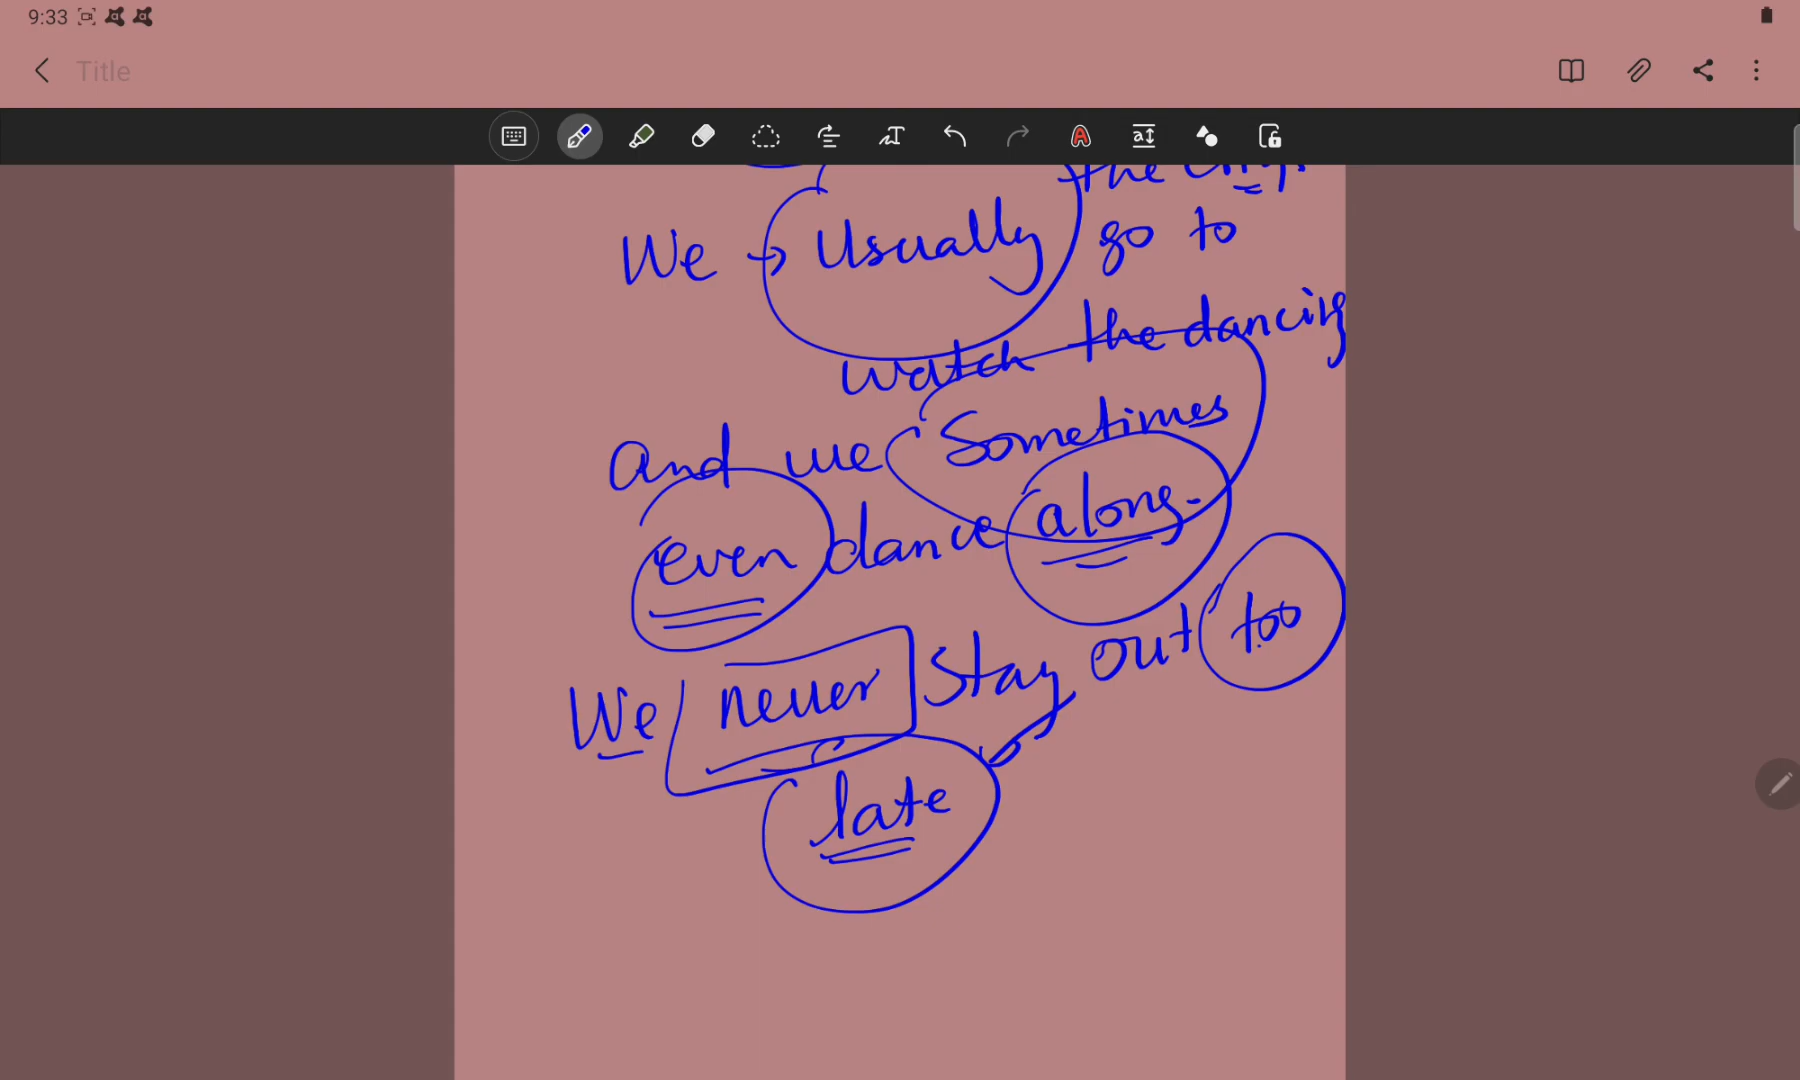 9:33
Title
the
We → Usually go to
watch the dancing
And we Sometimes
even dance along.
We never stay out too
late